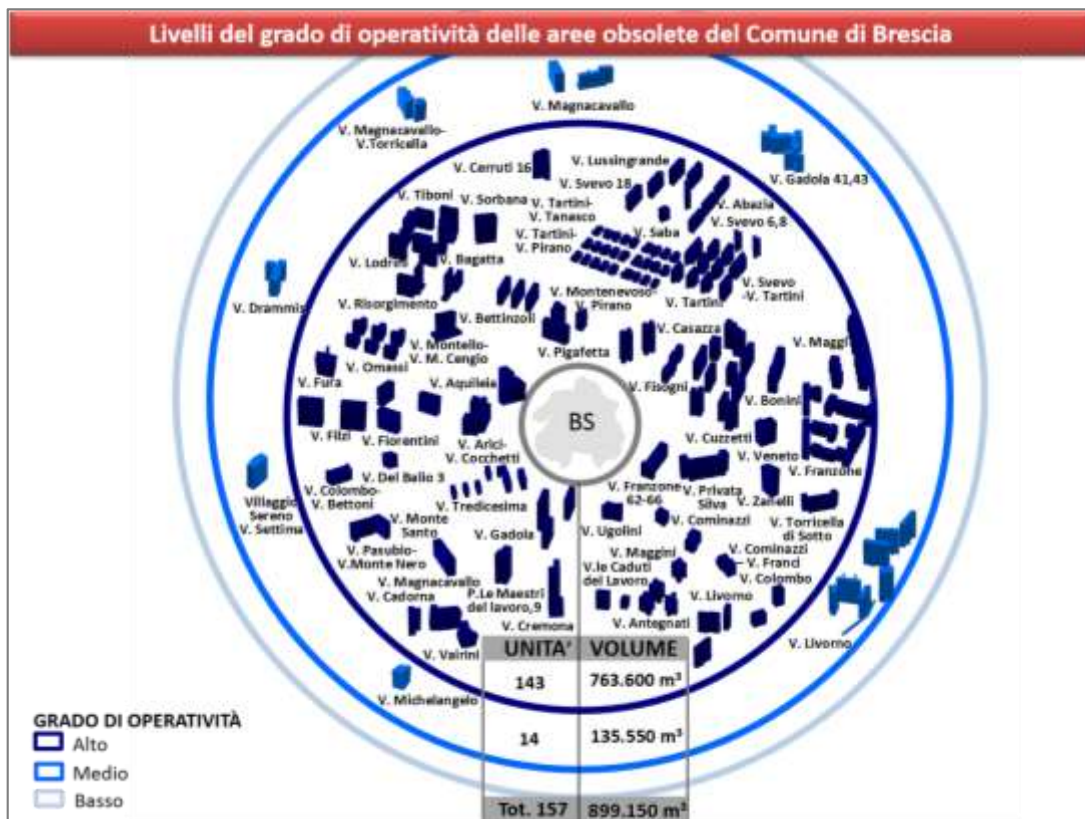 Livelli del grado di operatività delle aree obsolete del Comune di Brescia
V. Magnacavallo
V. Magnacavallo-
V.Torricella
V. Gadola 41,43
V. Cerruti 16
V. Lussingrande
V. Svevo 18
V. Tiboni
V. Sorbana
V. Tartini-
V. Tanasco
V. Abazia
V. Svevo 6,8
V. Saba
V. Tartini-
V. Pirano
V. Lodrini
V. Bagatta
V. Svevo
-V. Tartini
V. Tartini
V. Drammis
V. Risorgimento
V. Montenevoso-
V. Pirano
V. Bettinzoli
V. Casazza
V. Maggi
V. Montello-
V. M. Cengio
V. Pigafetta
V. Omassi
V. Fura
V. Aquileia
V. Fisogni
V. Bonini
BS
V. Filzi
V. Fiorentini
V. Arici-
V. Cocchetti
V. Cuzzetti
V. Veneto
V. Franzone
V. Del Ballo 3
Villaggio
Sereno
V. Settima
V. Colombo-
V. Bettoni
V. Tredicesima
V. Franzone
62-66
V. Privata
Silva
V. Zanelli
V. Torricella
di Sotto
V. Monte
Santo
V. Gadola
V. Ugolini
V. Cominazzi
V. Pasubio-
V.Monte Nero
V. Maggini
V. Cominazzi
– V. Franci
V. Colombo
V. Magnacavallo
V. Cadorna
P.Le Maestri
del lavoro,9
V.le Caduti
del Lavoro
V. Livorno
V. Cremona
V. Antegnati
V. Livorno
V. Vairini
V. Michelangelo
UNITA' VOLUME
143 763.600 m³
14 135.550 m³
Tot. 157 899.150 m³
GRADO DI OPERATIVITÀ
Alto
Medio
Basso